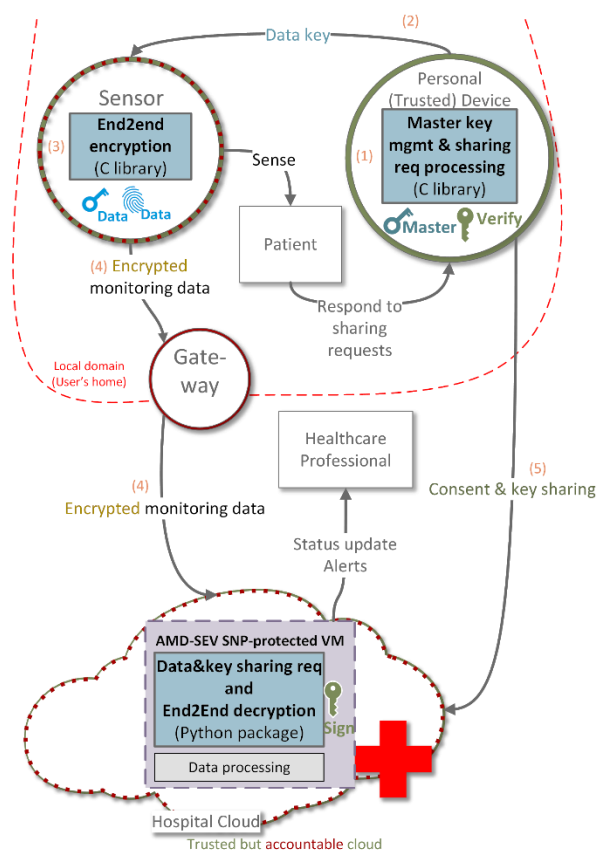 (2)
Data key
Sensor
(3)
End2end
encryption
(C library)
Data
Data
Personal
(Trusted) Device
(1)
Master key
mgmt & sharing
req processing
(C library)
Master
Verify
Sense
Patient
(4) Encrypted
monitoring data
Respond to
sharing
requests
Local domain
(User's home)
Gate-
way
Healthcare
Professional
(5)
Consent & key sharing
(4)
Encrypted monitoring data
Status update
Alerts
AMD-SEV SNP-protected VM
Data&key sharing req
and
End2End decryption
(Python package)
Sign
Data processing
Hospital Cloud
Trusted but accountable cloud